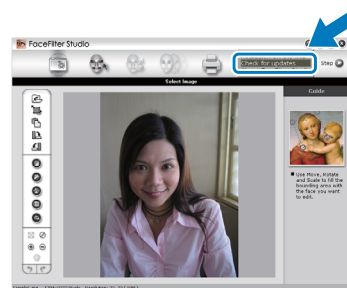 FaceFilter Studio
Check for updates
Step
Select Image
Guide
Use Move, Rotate
and Scale to fill the
bounding area with
the face you want
to edit.